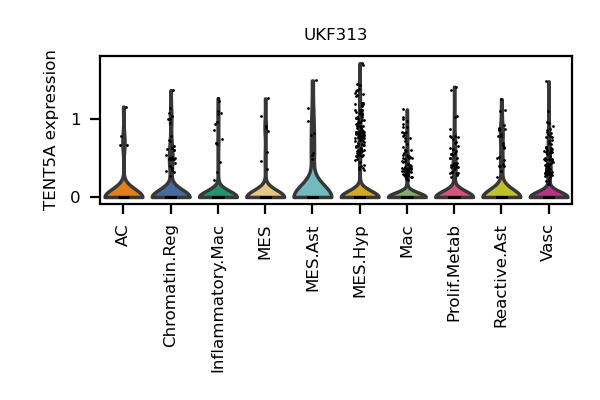 UKF313
TENT5A expression
1
0
AC
Chromatin.Reg
Inflammatory.Mac
MES
MES.Ast
MES.Hyp
Mac
Prolif.Metab
Reactive.Ast
Vasc